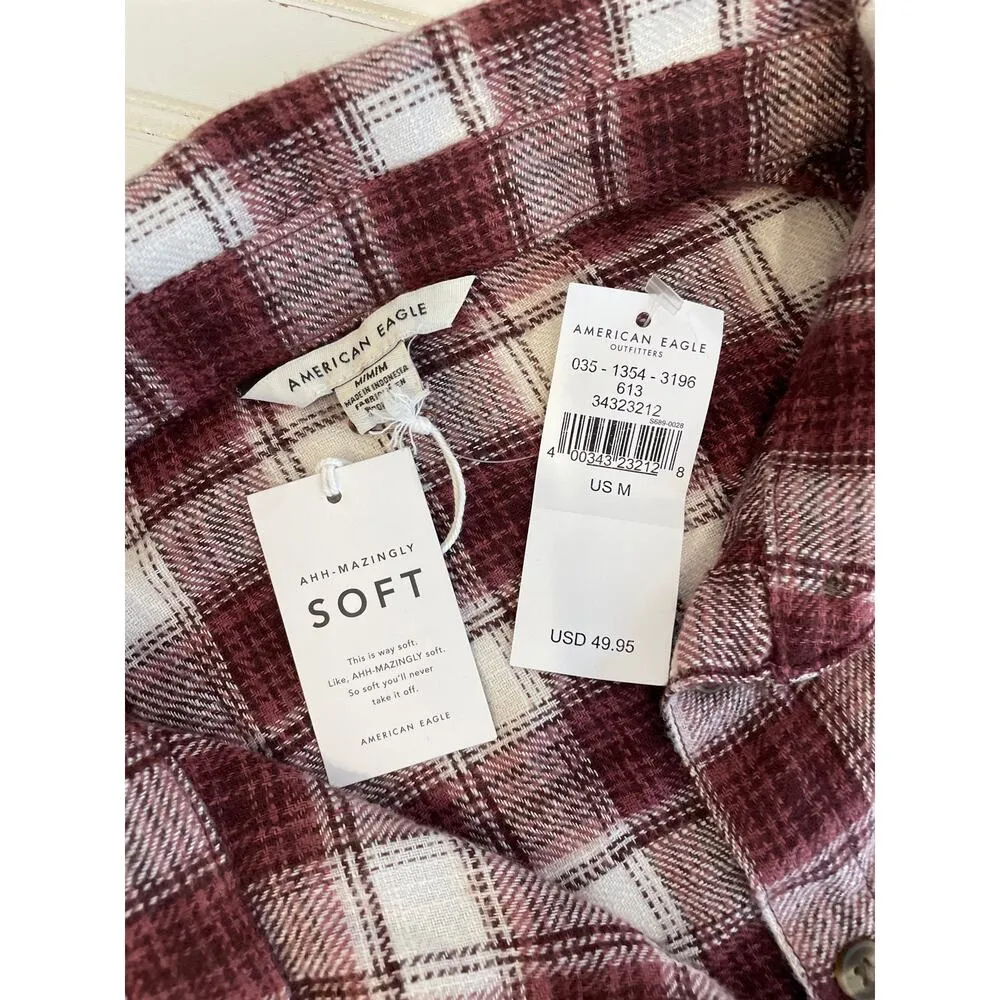 AMERICAN EAGLE
M/M/M
MADE IN INDONESIA
AMERICAN EAGLE
OUTFITTERS
035 - 1354 - 3196
613
34323212
S689-0028
4 00343 23212 8
US M
USD 49.95
AHH-MAZINGLY
SOFT
This is way soft.
Like, AHH-MAZINGLY soft.
So soft you'll never
take it off.
AMERICAN EAGLE